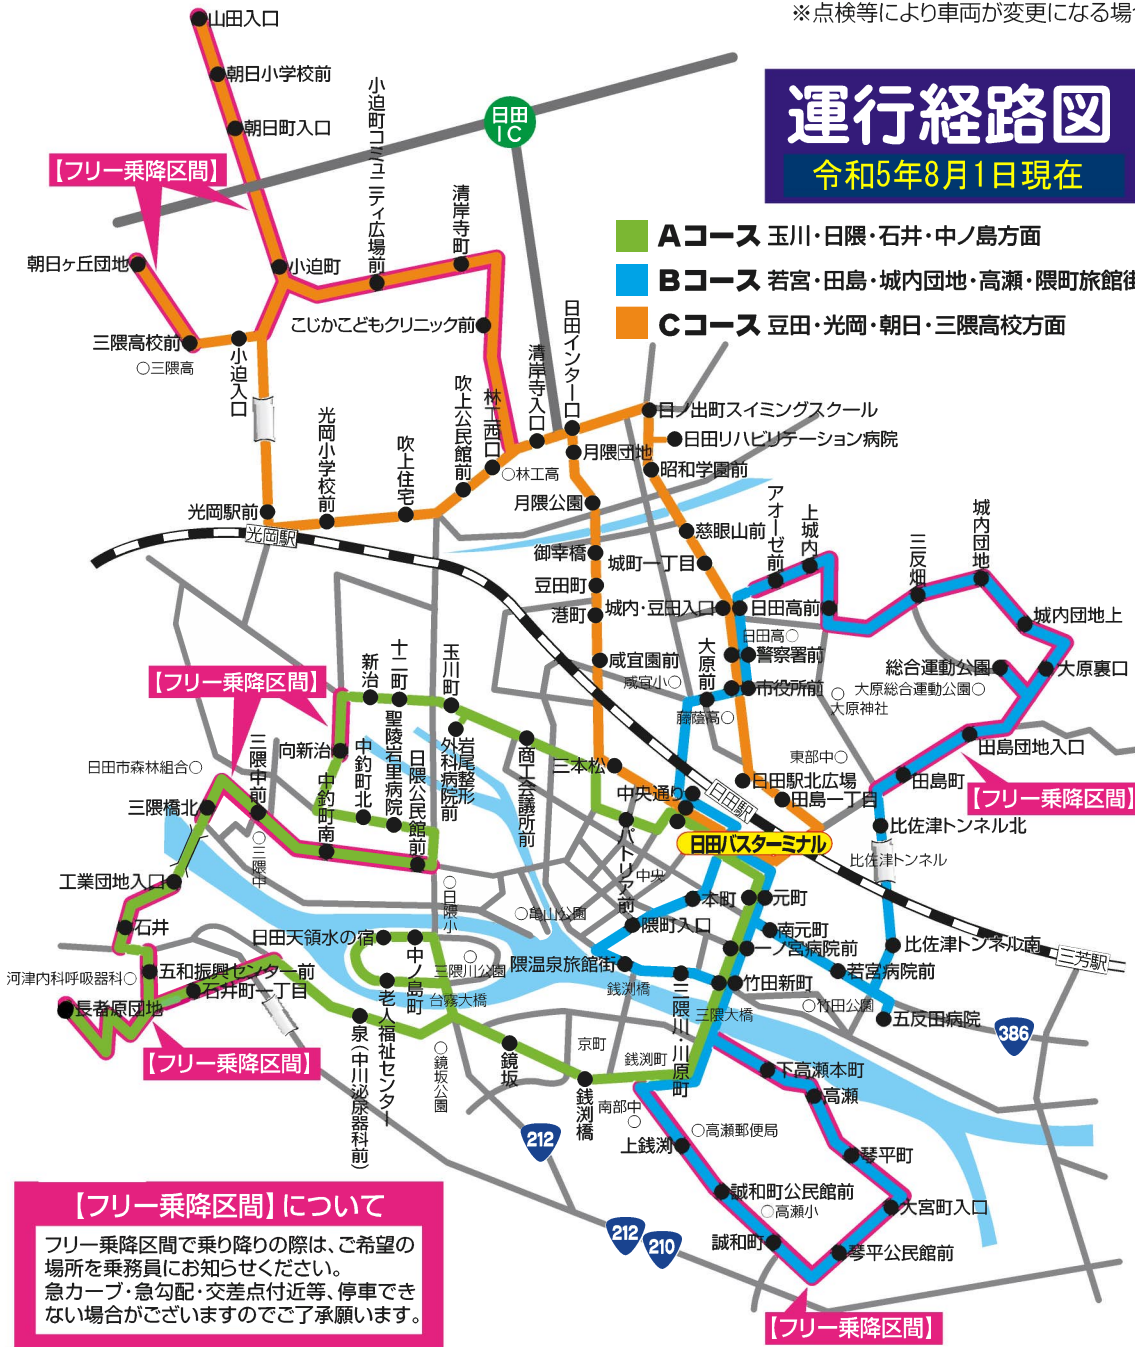 ※点検等により車両が変更になる場
運行経路図
令和5年8月1日現在
Aコース 玉川・日隈・石井・中ノ島方面
Bコース 若宮・田島・城内団地・高瀬・隈町旅館街
Cコース 豆田・光岡・朝日・三隈高校方面
日田IC
山田入口
朝日小学校前
朝日町入口
【フリー乗降区間】
小迫町コミュニティ広場前
清岸寺町
朝日ヶ丘団地
小迫町
こじかこどもクリニック前
三隈高校前
○三隈高
小迫入口
日田インター口
清岸寺入口
林工西口
吹上公民館前
吹上住宅
光岡小学校前
光岡駅前
光岡駅
○林工高
日ノ出町スイミングスクール
日田リハビリテーション病院
月隈団地
昭和学園前
月隈公園
慈眼山前
御幸橋
城町一丁目
豆田町
港町
城内・豆田入口
日田高前
日田高○
アオーゼ前
上城内
三反畑
城内団地
城内団地上
大原裏口
総合運動公園
大原総合運動公園○
○大原神社
警察署前
市役所前
大原前
咸宜園前
咸宜小○
藤蔭高○
東部中○
田島団地入口
田島町
【フリー乗降区間】
日田駅北広場
田島一丁目
日田駅
三本松
中央通り
日田バスターミナル
比佐津トンネル北
比佐津トンネル
比佐津トンネル南
三芳駅
【フリー乗降区間】
新治
十二町
玉川町
向新治
中釣町北
聖陵岩里病院
日隈公民館前
岩尾整形外科病院前
商工会議所前
パトリア前
中央
三隈中前
中釣町南
日田市森林組合○
三隈橋北
○三隈中
○日隈小
工業団地入口
石井
河津内科呼吸器科○
五和振興センター前
石井町一丁目
長者原団地
【フリー乗降区間】
日田天領水の宿
中ノ島町
老人福祉センター
○三隈川公園
台霧大橋
○亀山公園
泉(中川泌尿器科前)
○鏡坂公園
鏡坂
銭渕橋
京町
銭渕町
銭渕橋
隈町入口
隈温泉旅館街
本町
元町
南元町
一ノ宮病院前
若宮病院前
竹田新町
○竹田公園
五反田病院
三隈大橋
三隈川・川原町
386
212
212
210
下高瀬本町
高瀬
琴平町
大宮町入口
琴平公民館前
南部中○
上銭渕
○高瀬郵便局
誠和町公民館前
○高瀬小
誠和町
【フリー乗降区間】
【フリー乗降区間】について
フリー乗降区間で乗り降りの際は、ご希望の
場所を乗務員にお知らせください。
急カーブ・急勾配・交差点付近等、停車でき
ない場合がございますのでご了承願います。